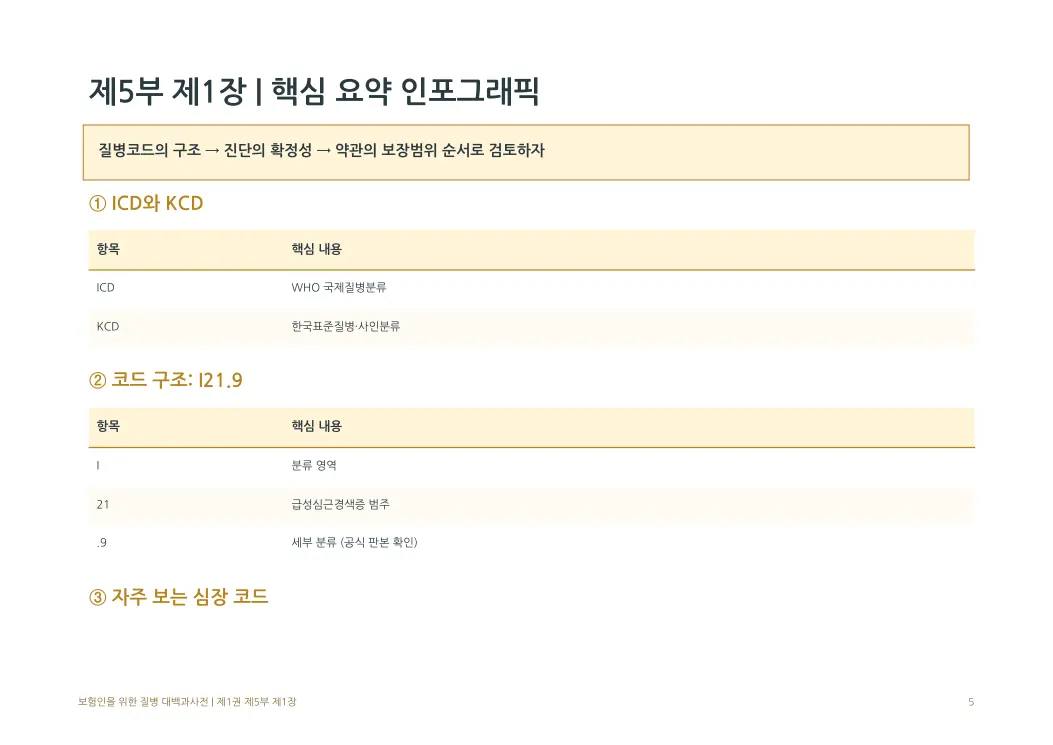 제5부 제1장 | 핵심 요약 인포그래픽
질병코드의 구조 → 진단의 확정성 → 약관의 보장범위 순서로 검토하자
① ICD와 KCD
항목 핵심 내용
ICD WHO 국제질병분류
KCD 한국표준질병·사인분류
② 코드 구조: I21.9
항목 핵심 내용
I 분류 영역
21 급성심근경색증 범주
.9 세부 분류 (공식 판본 확인)
③ 자주 보는 심장 코드
보험인을 위한 질병 대백과사전 | 제1권 제5부 제1장 5